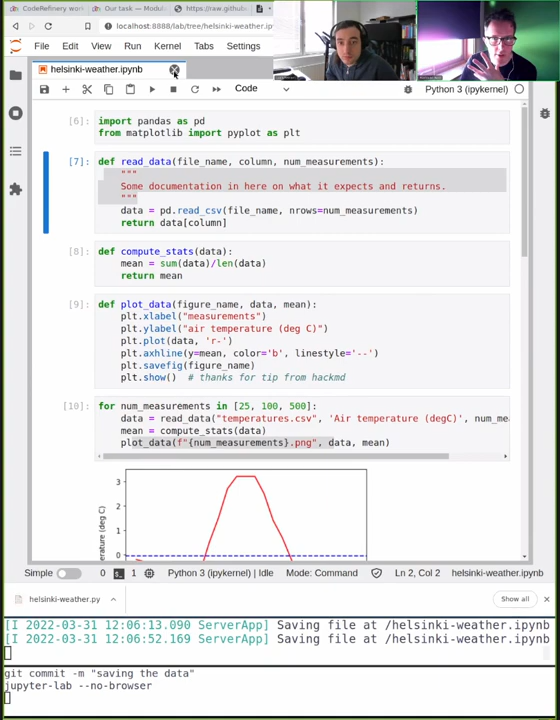 CodeRefinery wor
Our task — Mozilla
https://raw.github.
localhost:8888/lab/tree/helsinki-weather.ip
File Edit View Run Kernel Tabs Settings
helsinki-weather.ipynb
Code
Python 3 (ipykernel)
[6]: import pandas as pd
from matplotlib import pyplot as plt
[7]: def read_data(file_name, column, num_measurements):
"""
Some documentation in here on what it expects and returns.
"""
data = pd.read_csv(file_name, nrows=num_measurements)
return data[column]
[8]: def compute_stats(data):
mean = sum(data)/len(data)
return mean
[9]: def plot_data(figure_name, data, mean):
plt.xlabel("measurements")
plt.ylabel("air temperature (deg C)")
plt.plot(data, 'r-')
plt.axhline(y=mean, color='b', linestyle='--')
plt.savefig(figure_name)
plt.show() # thanks for tip from hackmd
[10]: for num_measurements in [25, 100, 500]:
data = read_data("temperatures.csv", 'Air temperature (degC)', num_me
mean = compute_stats(data)
plot_data(f"{num_measurements}.png", data, mean)
3
2
1
0
erature (deg C)
Simple 0 1 Python 3 (ipykernel) | Idle Mode: Command Ln 2, Col 2 helsinki-weather.ipynb
helsinki-weather.py
Show all
[I 2022-03-31 12:06:13.090 ServerApp] Saving file at /helsinki-weather.ipynb
[I 2022-03-31 12:06:52.169 ServerApp] Saving file at /helsinki-weather.ipynb
git commit -m "saving the data"
jupyter-lab --no-browser